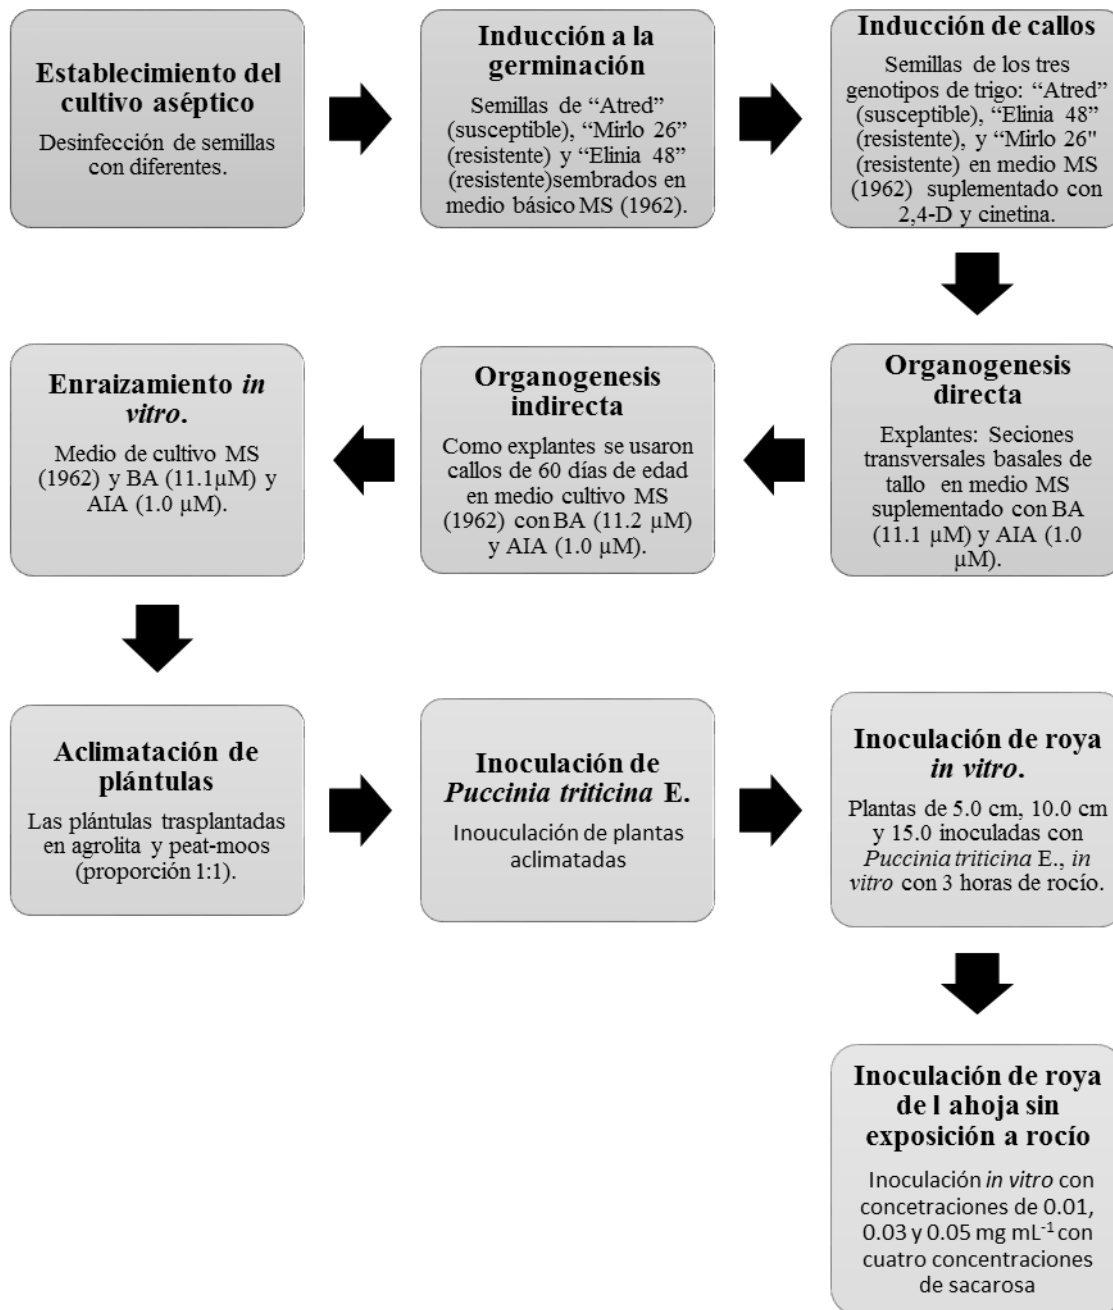 Establecimiento del
cultivo aséptico
Desinfección de semillas
con diferentes.
Inducción a la
germinación
Semillas de “Atred”
(susceptible), “Mirlo 26”
(resistente) y “Elinia 48”
(resistente)sembrados en
medio básico MS (1962).
Inducción de callos
Semillas de los tres
genotipos de trigo: “Atred”
(susceptible), “Elinia 48”
(resistente), y “Mirlo 26"
(resistente) en medio MS
(1962) suplementado con
2,4-D y cinetina.
Organogenesis
directa
Explantes: Seciones
transversales basales de
tallo en medio MS
suplementado con BA
(11.1 µM) y AIA (1.0
µM).
Organogenesis
indirecta
Como explantes se usaron
callos de 60 días de edad
en medio cultivo MS
(1962) con BA (11.2 µM)
y AIA (1.0 µM).
Enraizamiento in
vitro.
Medio de cultivo MS
(1962) y BA (11.1µM) y
AIA (1.0 µM).
Aclimatación de
plántulas
Las plántulas trasplantadas
en agrolita y peat-moos
(proporción 1:1).
Inoculación de
Puccinia triticina E.
Inouculación de plantas
aclimatadas
Inoculación de roya
in vitro.
Plantas de 5.0 cm, 10.0 cm
y 15.0 inoculadas con
Puccinia triticina E., in
vitro con 3 horas de rocío.
Inoculación de roya
de l ahoja sin
exposición a rocío
Inoculación in vitro con
concetraciones de 0.01,
0.03 y 0.05 mg mL-1 con
cuatro concentraciones
de sacarosa